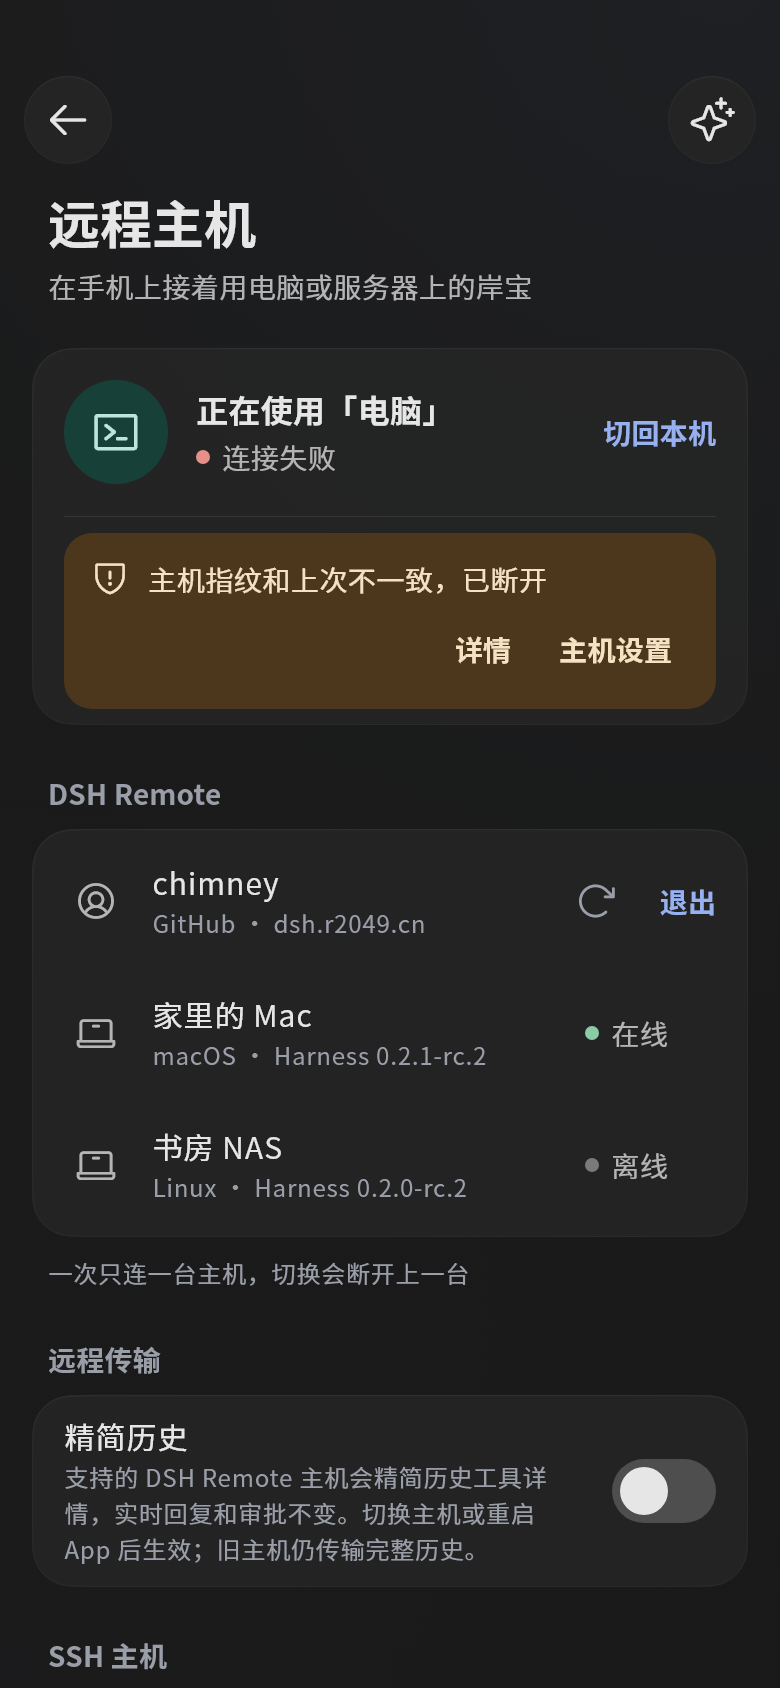 远程主机
在手机上接着用电脑或服务器上的岸宝
正在使用「电脑」
连接失败
切回本机
主机指纹和上次不一致，已断开
详情 主机设置
DSH Remote
chimney
GitHub · dsh.r2049.cn
退出
家里的 Mac
macOS · Harness 0.2.1-rc.2
在线
书房 NAS
Linux · Harness 0.2.0-rc.2
离线
一次只连一台主机，切换会断开上一台
远程传输
精简历史
支持的 DSH Remote 主机会精简历史工具详
情，实时回复和审批不变。切换主机或重启
App 后生效；旧主机仍传输完整历史。
SSH 主机